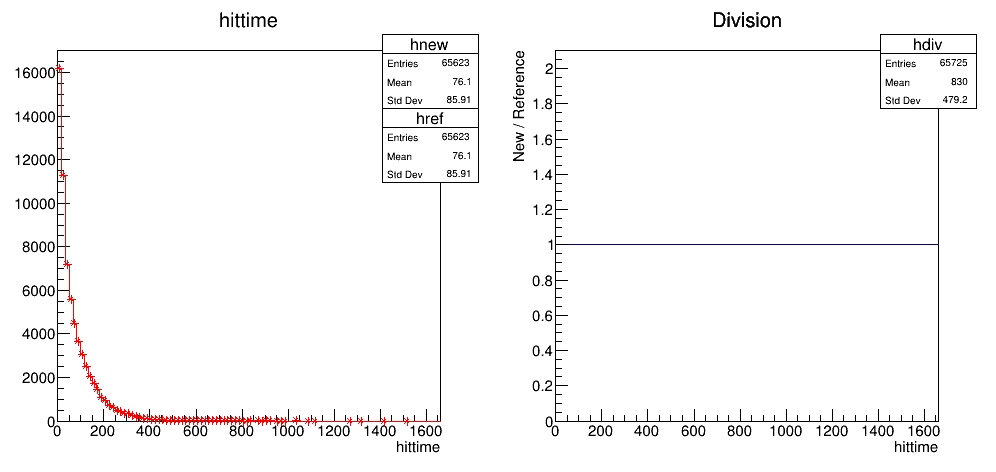 hittime
hnew
Entries 65623
Mean 76.1
Std Dev 85.91
href
Entries 65623
Mean 76.1
Std Dev 85.91
16000
14000
12000
10000
8000
6000
4000
2000
0
0 200 400 600 800 1000 1200 1400 1600
hittime
Division
hdiv
Entries 65725
Mean 830
Std Dev 479.2
New / Reference
2
1.8
1.6
1.4
1.2
1
0.8
0.6
0.4
0.2
0
0 200 400 600 800 1000 1200 1400 1600
hittime